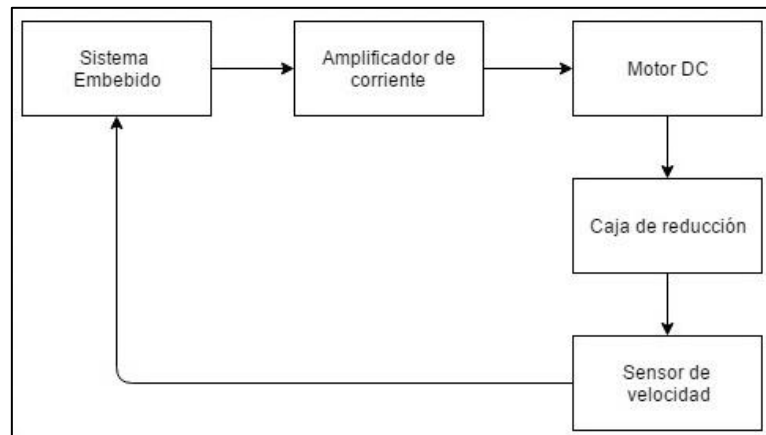 Sistema
Embebido
Amplificador de
corriente
Motor DC
Caja de reducción
Sensor de
velocidad